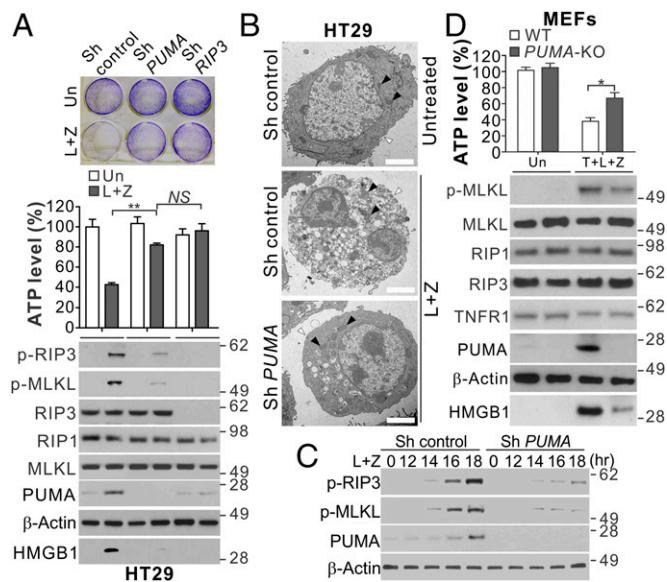 A
Sh control
Sh PUMA
Sh RIP3
Un
L+Z
Un
L+Z
** NS
ATP level (%)
120
100
80
60
40
20
0
p-RIP3 62
p-MLKL 49
RIP3 62
RIP1 98
MLKL 49
PUMA 28
β-Actin 49
HMGB1 28
HT29
B
HT29
Sh control
Untreated
Sh control
Sh PUMA
L+Z
C
Sh control Sh PUMA
L+Z 0 12 14 16 18 0 12 14 16 18 (hr)
p-RIP3 62
p-MLKL 49
28
PUMA
β-Actin 49
D
MEFs
WT
PUMA-KO
*
ATP level (%)
120
100
80
60
40
20
0
Un T+L+Z
p-MLKL 49
MLKL 49
RIP1 98
RIP3 62
TNFR1 49
PUMA 28
β-Actin 49
HMGB1 28